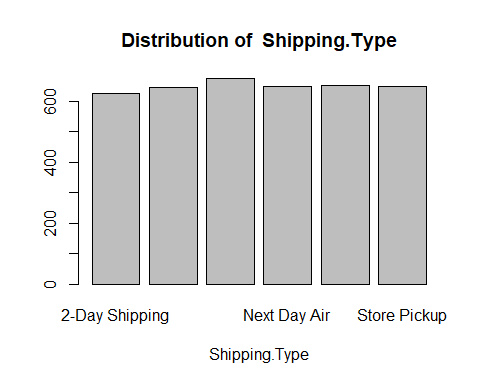 Distribution of  Shipping.Type
600
400
200
0
2-Day Shipping
Next Day Air
Store Pickup
Shipping.Type